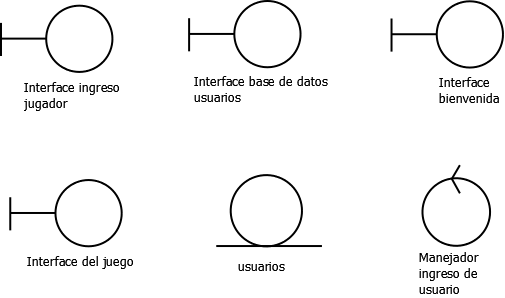 Interface ingreso
jugador
Interface base de datos
usuarios
Interface
bienvenida
Interface del juego
usuarios
Manejador
ingreso de
usuario